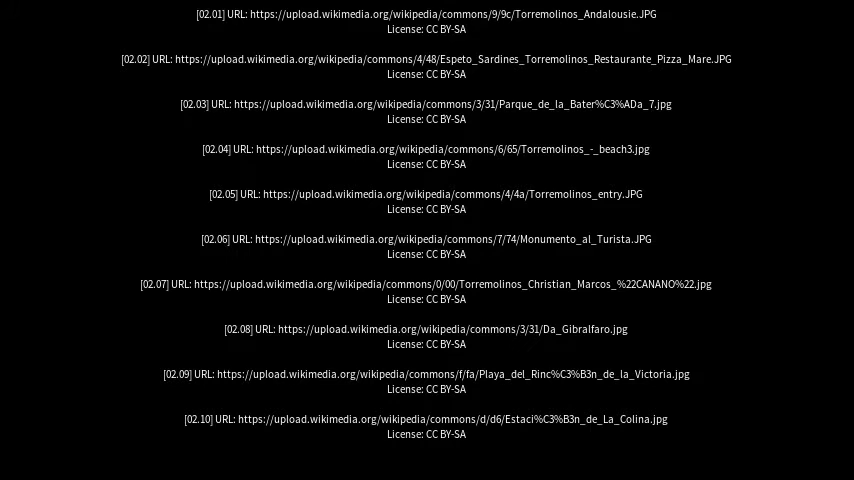 [02.01] URL: https://upload.wikimedia.org/wikipedia/commons/9/9c/Torremolinos_Andalousie.JPG
License: CC BY-SA
[02.02] URL: https://upload.wikimedia.org/wikipedia/commons/4/48/Espeto_Sardines_Torremolinos_Restaurante_Pizza_Mare.JPG
License: CC BY-SA
[02.03] URL: https://upload.wikimedia.org/wikipedia/commons/3/31/Parque_de_la_Bater%C3%ADa_7.jpg
License: CC BY-SA
[02.04] URL: https://upload.wikimedia.org/wikipedia/commons/6/65/Torremolinos_-_beach3.jpg
License: CC BY-SA
[02.05] URL: https://upload.wikimedia.org/wikipedia/commons/4/4a/Torremolinos_entry.JPG
License: CC BY-SA
[02.06] URL: https://upload.wikimedia.org/wikipedia/commons/7/74/Monumento_al_Turista.JPG
License: CC BY-SA
[02.07] URL: https://upload.wikimedia.org/wikipedia/commons/0/00/Torremolinos_Christian_Marcos_%22CANANO%22.jpg
License: CC BY-SA
[02.08] URL: https://upload.wikimedia.org/wikipedia/commons/3/31/Da_Gibralfaro.jpg
License: CC BY-SA
[02.09] URL: https://upload.wikimedia.org/wikipedia/commons/f/fa/Playa_del_Rinc%C3%B3n_de_la_Victoria.jpg
License: CC BY-SA
[02.10] URL: https://upload.wikimedia.org/wikipedia/commons/d/d6/Estaci%C3%B3n_de_La_Colina.jpg
License: CC BY-SA